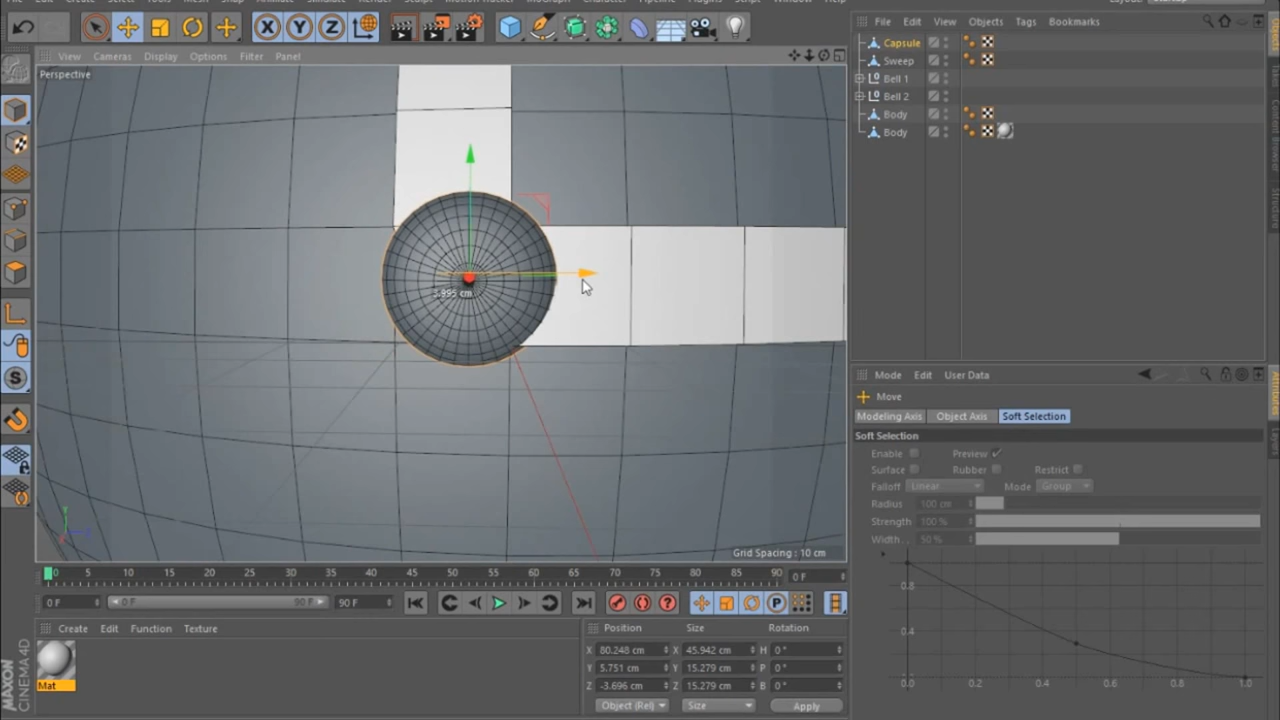 File Edit View Objects Tags Bookmarks
Capsule
Sweep
Bell 1
Bell 2
Body
Body
View Cameras Display Options Filter Panel
Perspective
3.995 cm
Grid Spacing : 10 cm
Mode Edit User Data
Move
Modeling Axis Object Axis Soft Selection
Soft Selection
Enable Preview
Surface Rubber Restrict
Falloff Linear Mode Group
Radius 100 cm
Strength 100 %
Width . . 50 %
0.8
0.4
0.0 0.2 0.4 0.6 0.8 1.0
0 5 10 15 20 25 30 35 40 45 50 55 60 65 70 75 80 85 90 0 F
0 F 0 F 90 F 90 F
Create Edit Function Texture
Mat
MAXON
CINEMA 4D
Position Size Rotation
X 80.248 cm X 45.942 cm H 0 °
Y 5.751 cm Y 15.279 cm P 0 °
Z -3.696 cm Z 15.279 cm B 0 °
Object (Rel) Size Apply